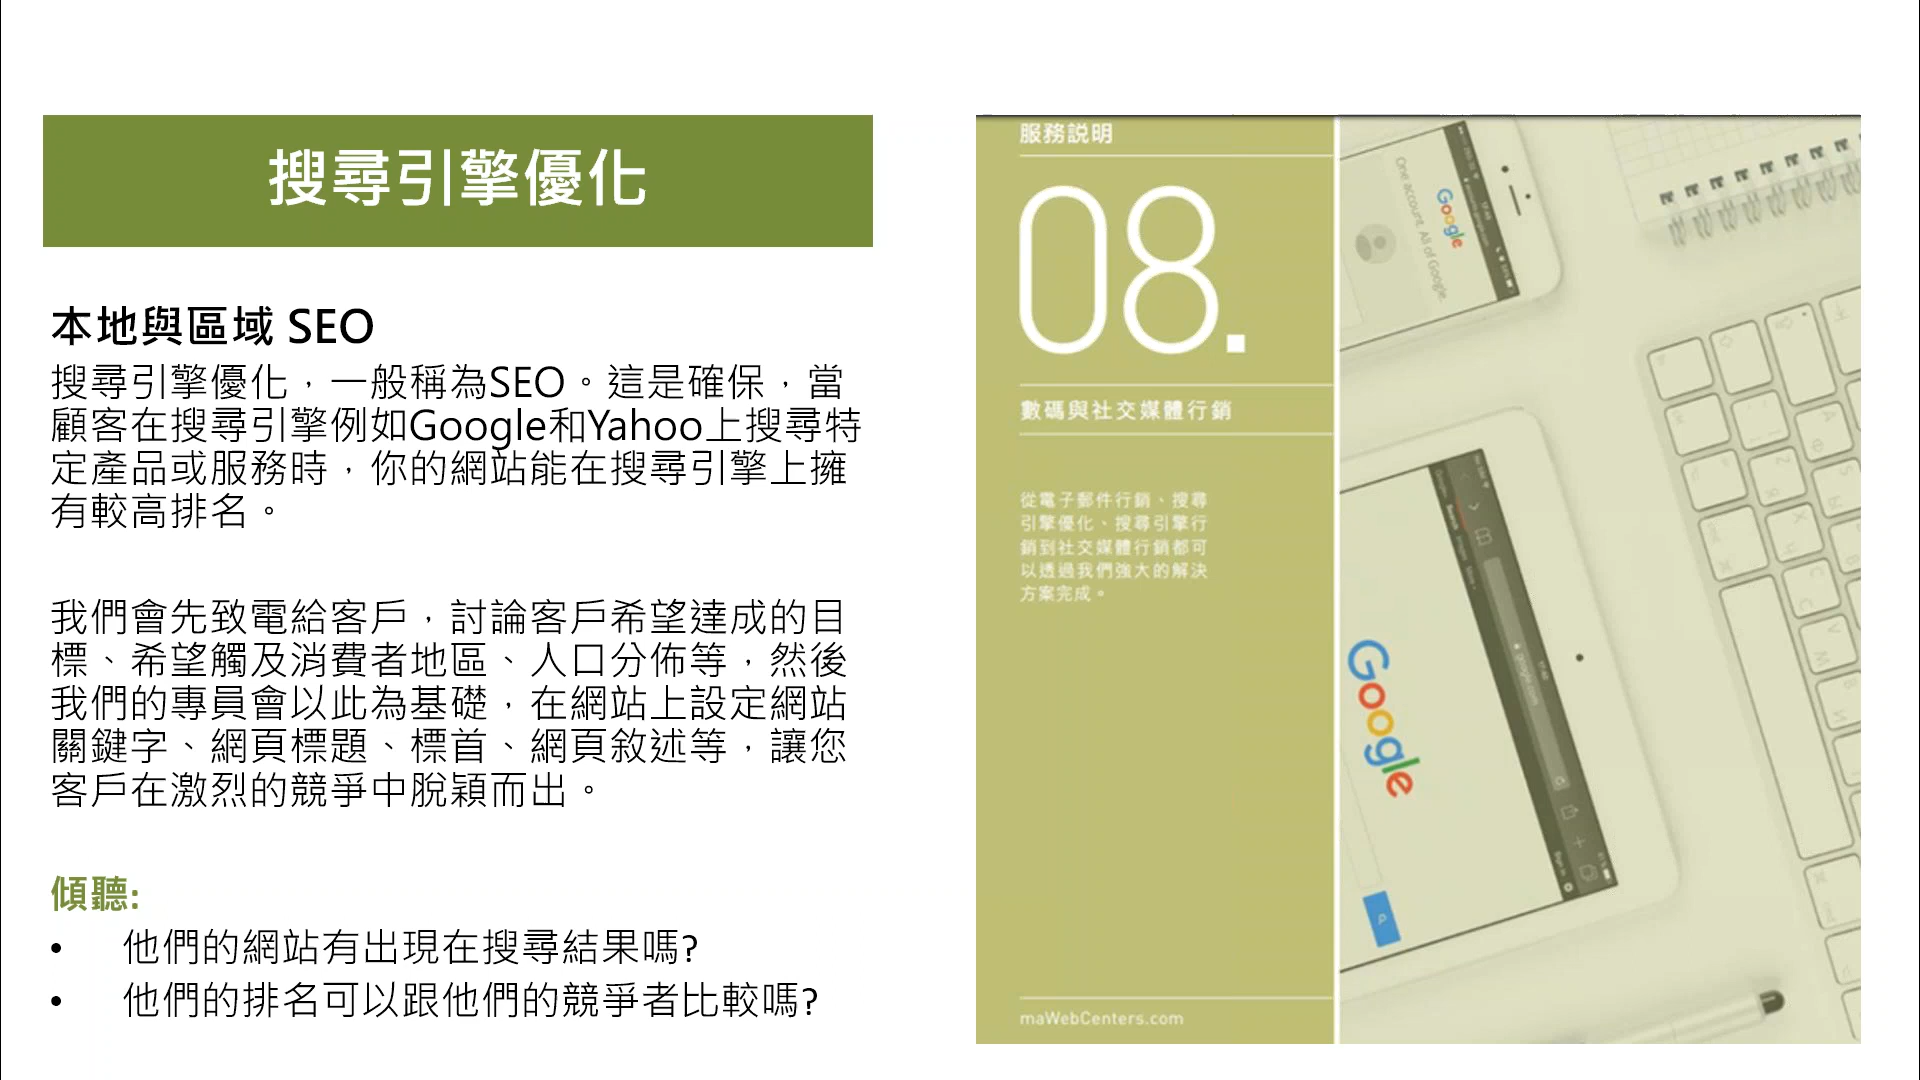 搜尋引擎優化
本地與區域 SEO
搜尋引擎優化，一般稱為SEO。這是確保，當
顧客在搜尋引擎例如Google和Yahoo上搜尋特
定產品或服務時，你的網站能在搜尋引擎上擁
有較高排名。
我們會先致電給客戶，討論客戶希望達成的目
標、希望觸及消費者地區、人口分佈等，然後
我們的專員會以此為基礎，在網站上設定網站
關鍵字、網頁標題、標首、網頁敘述等，讓您
客戶在激烈的競爭中脫穎而出。
傾聽:
• 他們的網站有出現在搜尋結果嗎?
• 他們的排名可以跟他們的競爭者比較嗎?
服務説明
08.
數碼與社交媒體行銷
從電子郵件行銷、搜尋
引擎優化、搜尋引擎行
銷到社交媒體行銷都可
以透過我們強大的解決
方案完成。
maWebCenters.com
Google
One account. All of Google.
Google